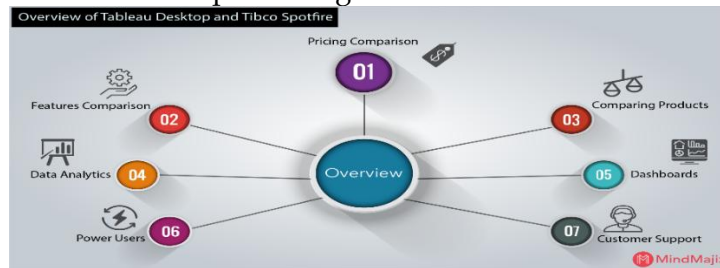 Overview of Tableau Desktop and Tibco Spotfire
Pricing Comparison
01
Features Comparison
02
03
Comparing Products
Data Analytics
04
Overview
05
Dashboards
Power Users
06
07
Customer Support
MindMajix